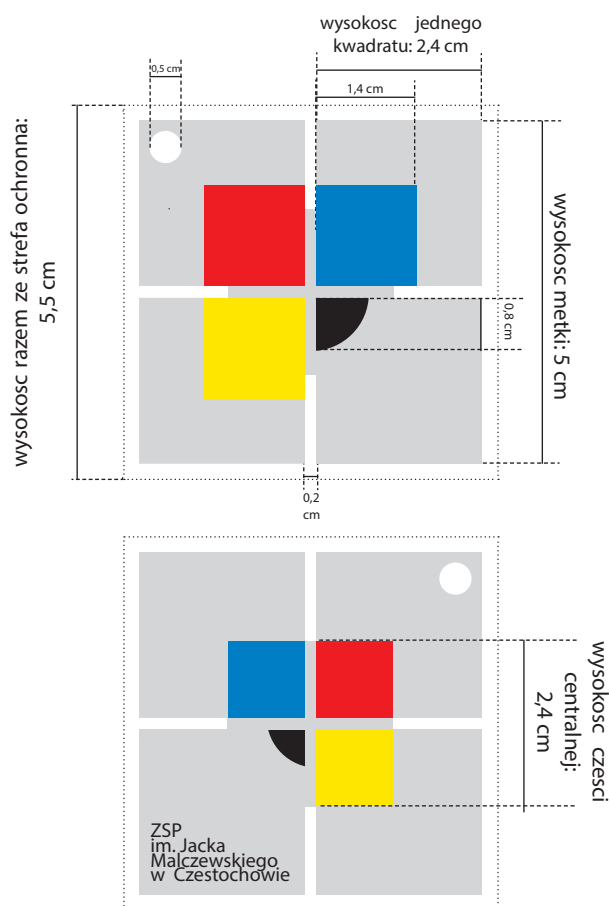 wysokosc jednego
kwadratu: 2,4 cm
0,5 cm
1,4 cm
wysokosc razem ze strefa ochronna:
5,5 cm
wysokosc metki: 5 cm
0,8 cm
0,2
cm
wysokosc czesci
centralnej:
2,4 cm
ZSP
im. Jacka
Malczewskiego
w Czestochowie